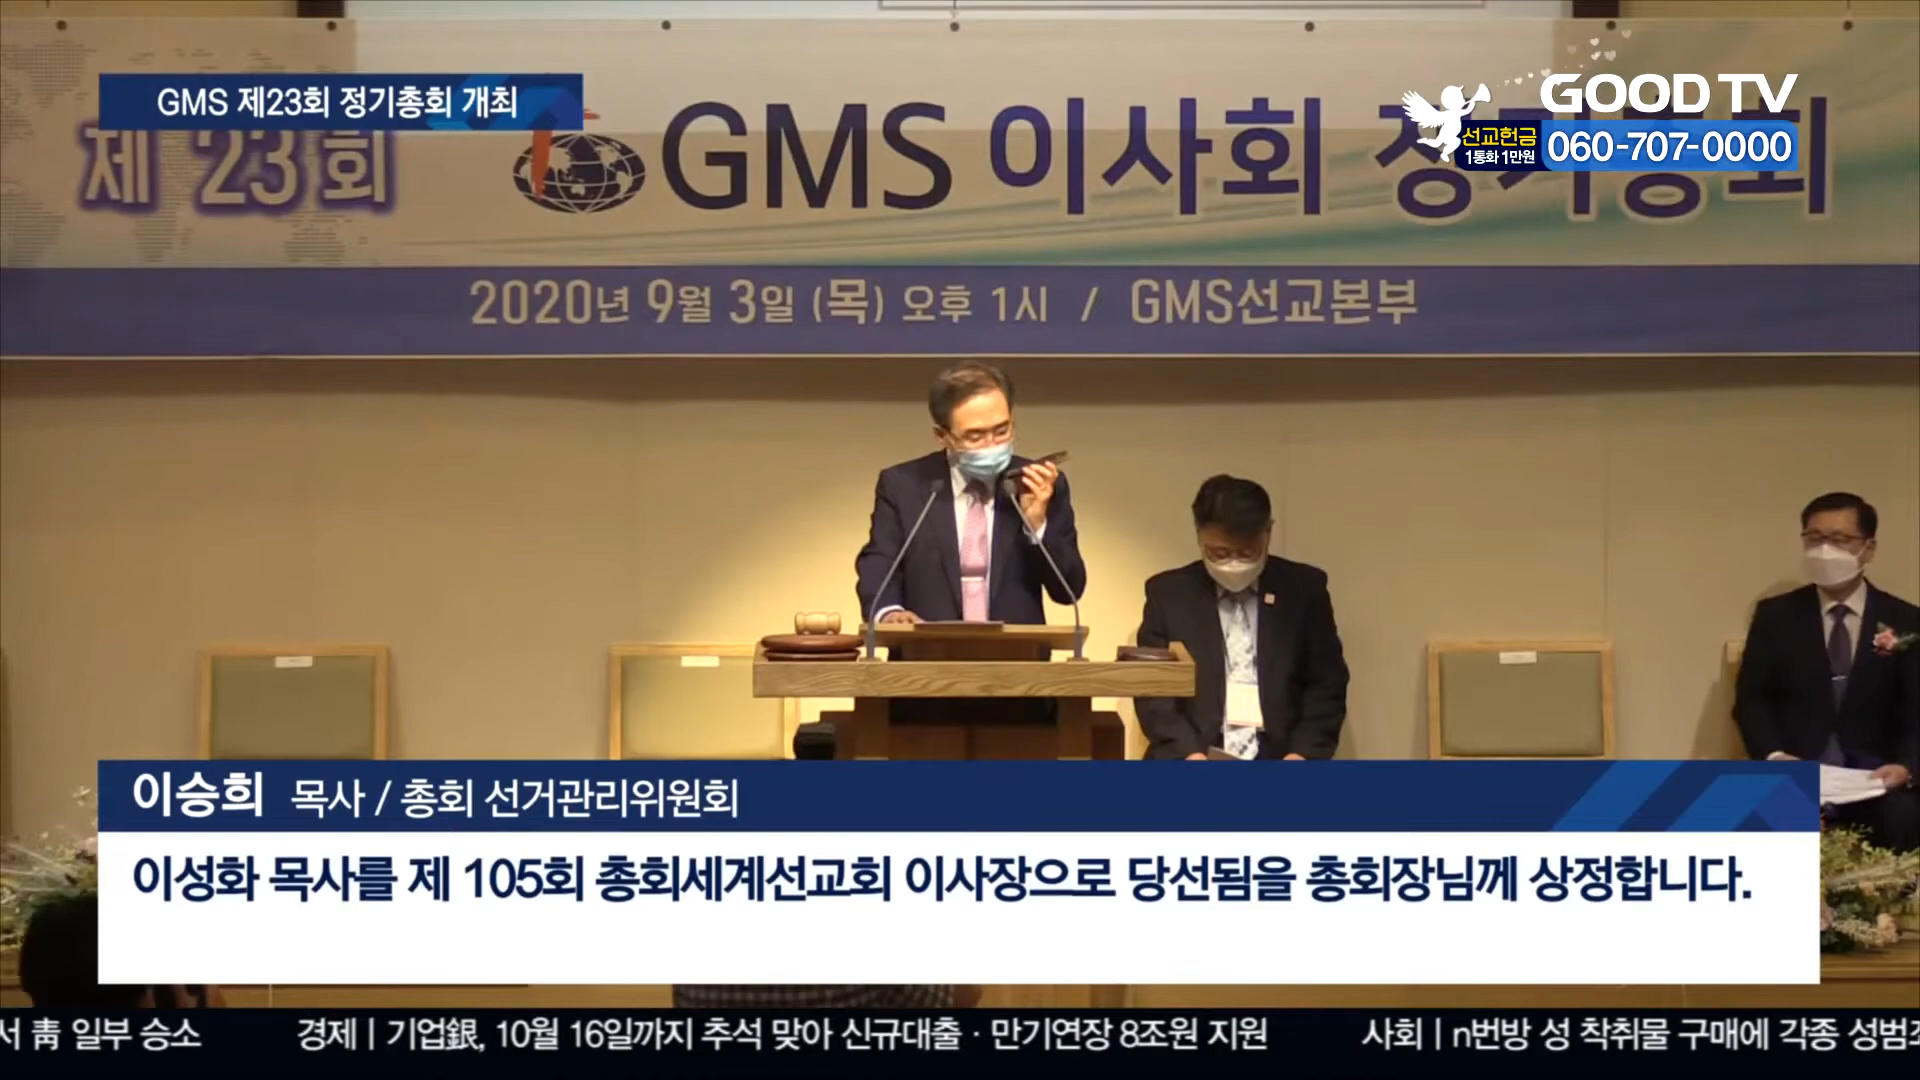 GMS 제23회 정기총회 개최
GOOD TV
선교헌금
1통화 1만원
060-707-0000
제 23회 GMS 이사회 정기총회
2020년 9월 3일 (목) 오후 1시 / GMS선교본부
이승희 목사 / 총회 선거관리위원회
이성화 목사를 제 105회 총회세계선교회 이사장으로 당선됨을 총회장님께 상정합니다.
서 靑 일부 승소 경제 | 기업銀, 10월 16일까지 추석 맞아 신규대출 · 만기연장 8조원 지원 사회 | n번방 성 착취물 구매에 각종 성범죄